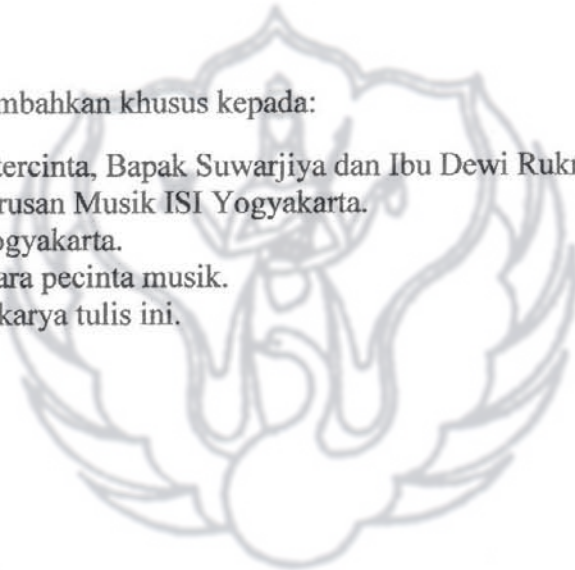 mbahkan khusus kepada:
tercinta, Bapak Suwarjiya dan Ibu Dewi Rukm
rusan Musik ISI Yogyakarta.
ogyakarta.
ara pecinta musik.
karya tulis ini.